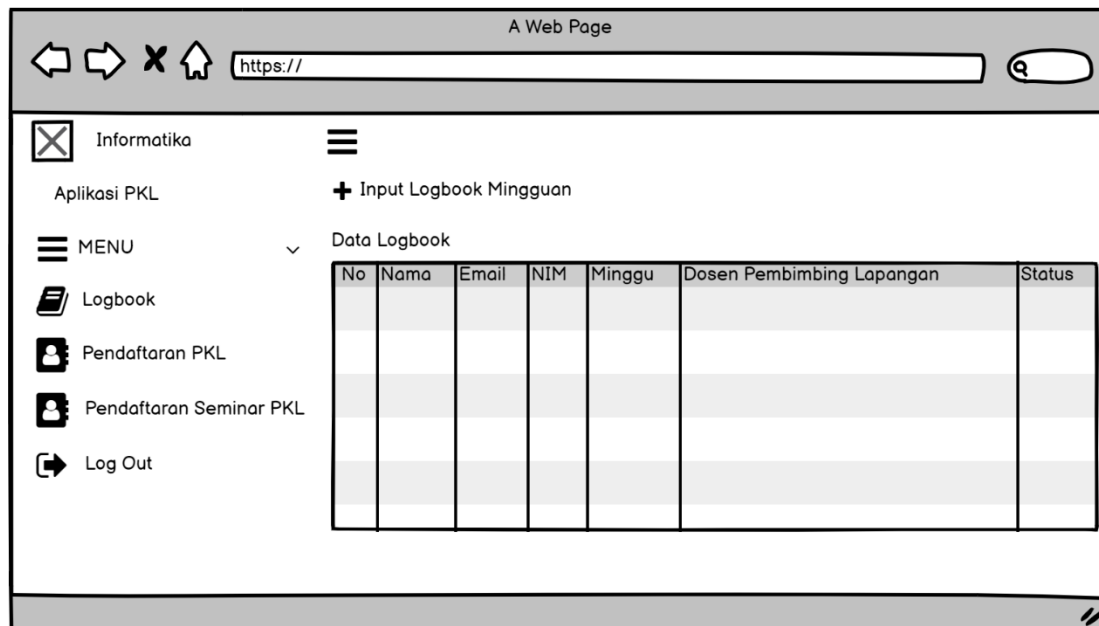 A Web Page
https://
Informatika
Aplikasi PKL
MENU
Logbook
Pendaftaran PKL
Pendaftaran Seminar PKL
Log Out
Input Logbook Mingguan
Data Logbook
No Nama Email NIM Minggu Dosen Pembimbing Lapangan Status